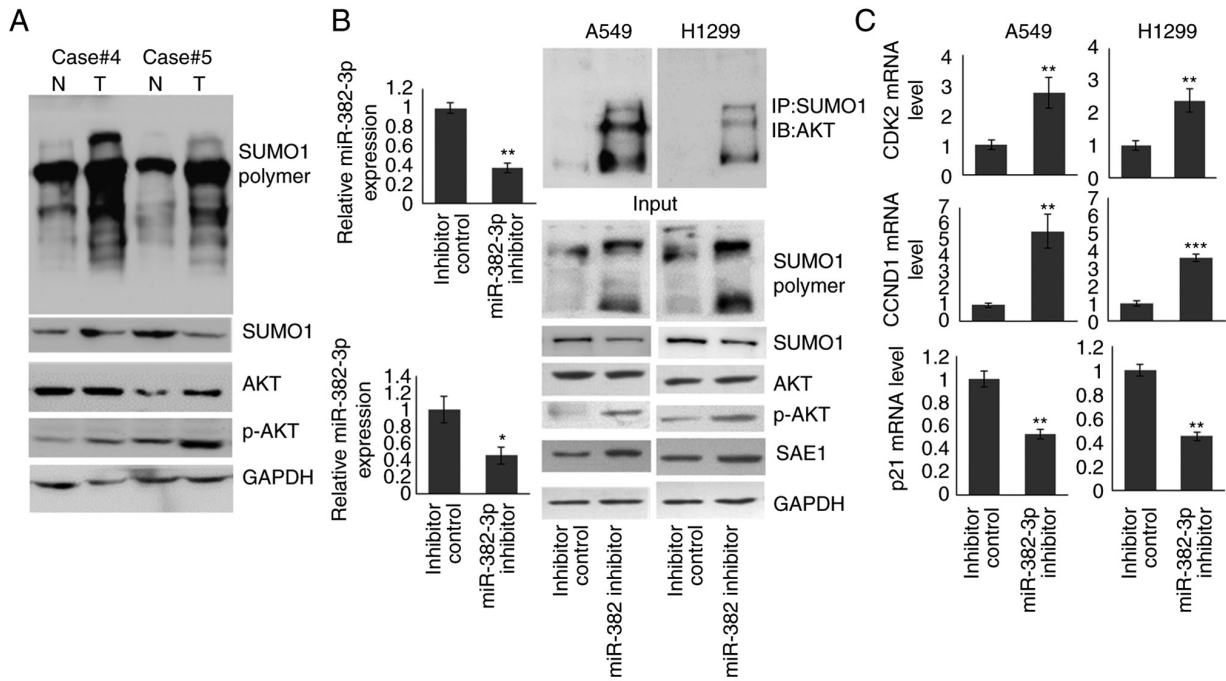 A
Case#4 Case#5
N T N T
SUMO1
polymer
SUMO1
AKT
p-AKT
GAPDH
B
Relative miR-382-3p
expression
1.2
1
0.8
0.6
0.4
0.2
0
**
Inhibitor
control
miR-382-3p
inhibitor
Relative miR-382-3p
expression
1.4
1.2
1
0.8
0.6
0.4
0.2
0
*
Inhibitor
control
miR-382-3p
inhibitor
A549 H1299
IP:SUMO1
IB:AKT
Input
SUMO1
polymer
SUMO1
AKT
p-AKT
SAE1
GAPDH
Inhibitor
control
miR-382 inhibitor
Inhibitor
control
miR-382 inhibitor
C
A549 H1299
CDK2 mRNA
level
4
3
2
1
0
**
4
3
2
1
0
**
CCND1 mRNA
level
7
6
5
4
3
2
1
0
**
7
6
5
4
3
2
1
0
***
p21 mRNA level
1.2
1
0.8
0.6
0.4
0.2
0
**
1.2
1
0.8
0.6
0.4
0.2
0
**
Inhibitor
control
miR-382-3p
inhibitor
Inhibitor
control
miR-382-3p
inhibitor